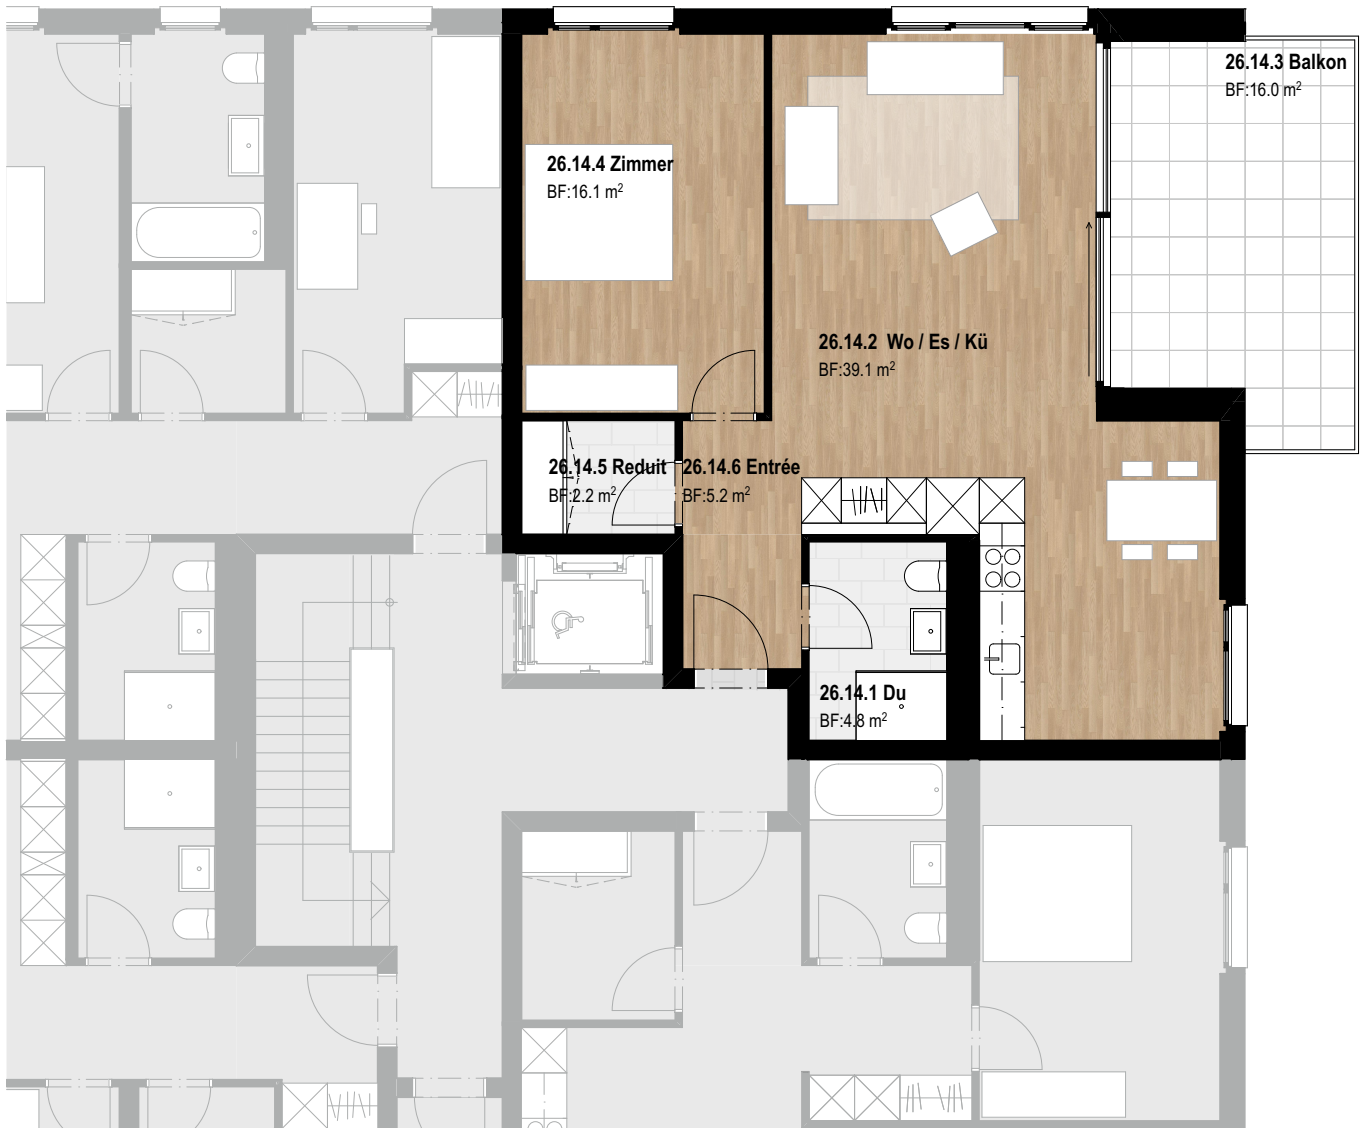 26.14.3 Balkon
BF:16.0 m²
26.14.4 Zimmer
BF:16.1 m²
26.14.2 Wo / Es / Kü
BF:39.1 m²
26.14.5 Reduit
BF:2.2 m²
26.14.6 Entrée
BF:5.2 m²
26.14.1 Du
BF:4.8 m²